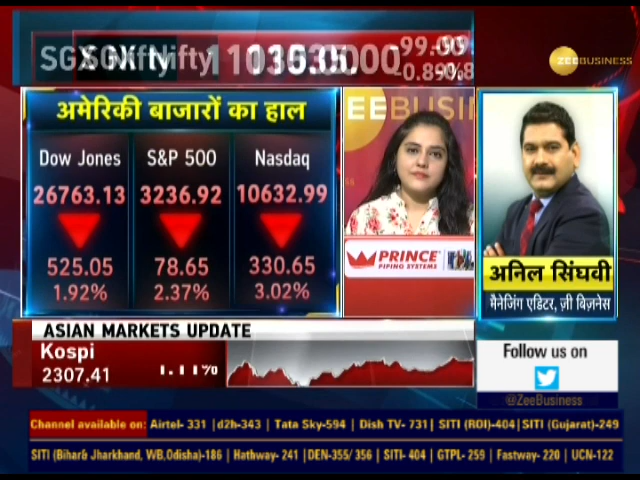 ZEE BUSINESS
अमेरिकी बाजारों का हाल
Dow Jones S&P 500 Nasdaq
26763.13 3236.92 10632.99
525.05 78.65 330.65
1.92% 2.37% 3.02%
EEBUSIN
PRINCE
PIPING SYSTEMS
अनिल सिंघवी
मैनेजिंग एडिटर, ज़ी बिज़नेस
ASIAN MARKETS UPDATE
Kospi
2307.41
Follow us on
@ZeeBusiness
Channel available on: Airtel- 331 | d2h-343 | Tata Sky-594 | Dish TV- 731| SITI (ROI)-404| SITI (Gujarat)-249
SITI (Bihar& Jharkhand, WB,Odisha)-186 | Hathway- 241 |DEN-355/ 356 | SITI- 404 | GTPL- 259 | Fastway- 220 | UCN-122